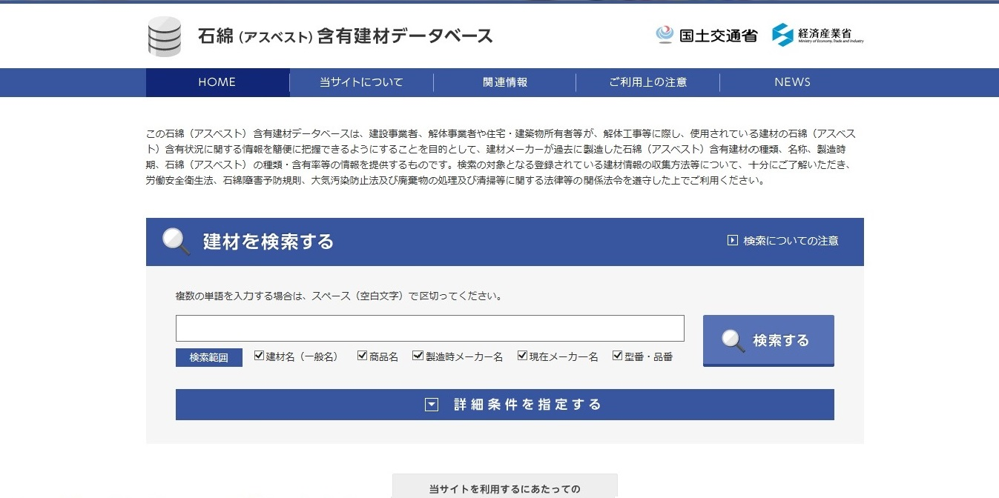 石綿（アスベスト）含有建材データベース
国土交通省
経済産業省
Ministry of Economy, Trade and Industry
HOME
当サイトについて
関連情報
ご利用上の注意
NEWS
この石綿（アスベスト）含有建材データベースは、建設事業者、解体事業者や住宅・建築物所有者等が、解体工事等に際し、使用されている建材の石綿（アスベス
ト）含有状況に関する情報を簡便に把握できるようにすることを目的として、建材メーカーが過去に製造した石綿（アスベスト）含有建材の種類、名称、製造時
期、石綿（アスベスト）の種類・含有率等の情報を提供するものです。検索の対象となる登録されている建材情報の収集方法等について、十分にご了解いただき、
労働安全衛生法、石綿障害予防規則、大気汚染防止法及び廃棄物の処理及び清掃等に関する法律等の関係法令を遵守した上でご利用ください。
建材を検索する
検索についての注意
複数の単語を入力する場合は、スペース（空白文字）で区切ってください。
検索する
検索範囲
建材名（一般名）
商品名
製造時メーカー名
現在メーカー名
型番・品番
詳細条件を指定する
当サイトを利用するにあたっての